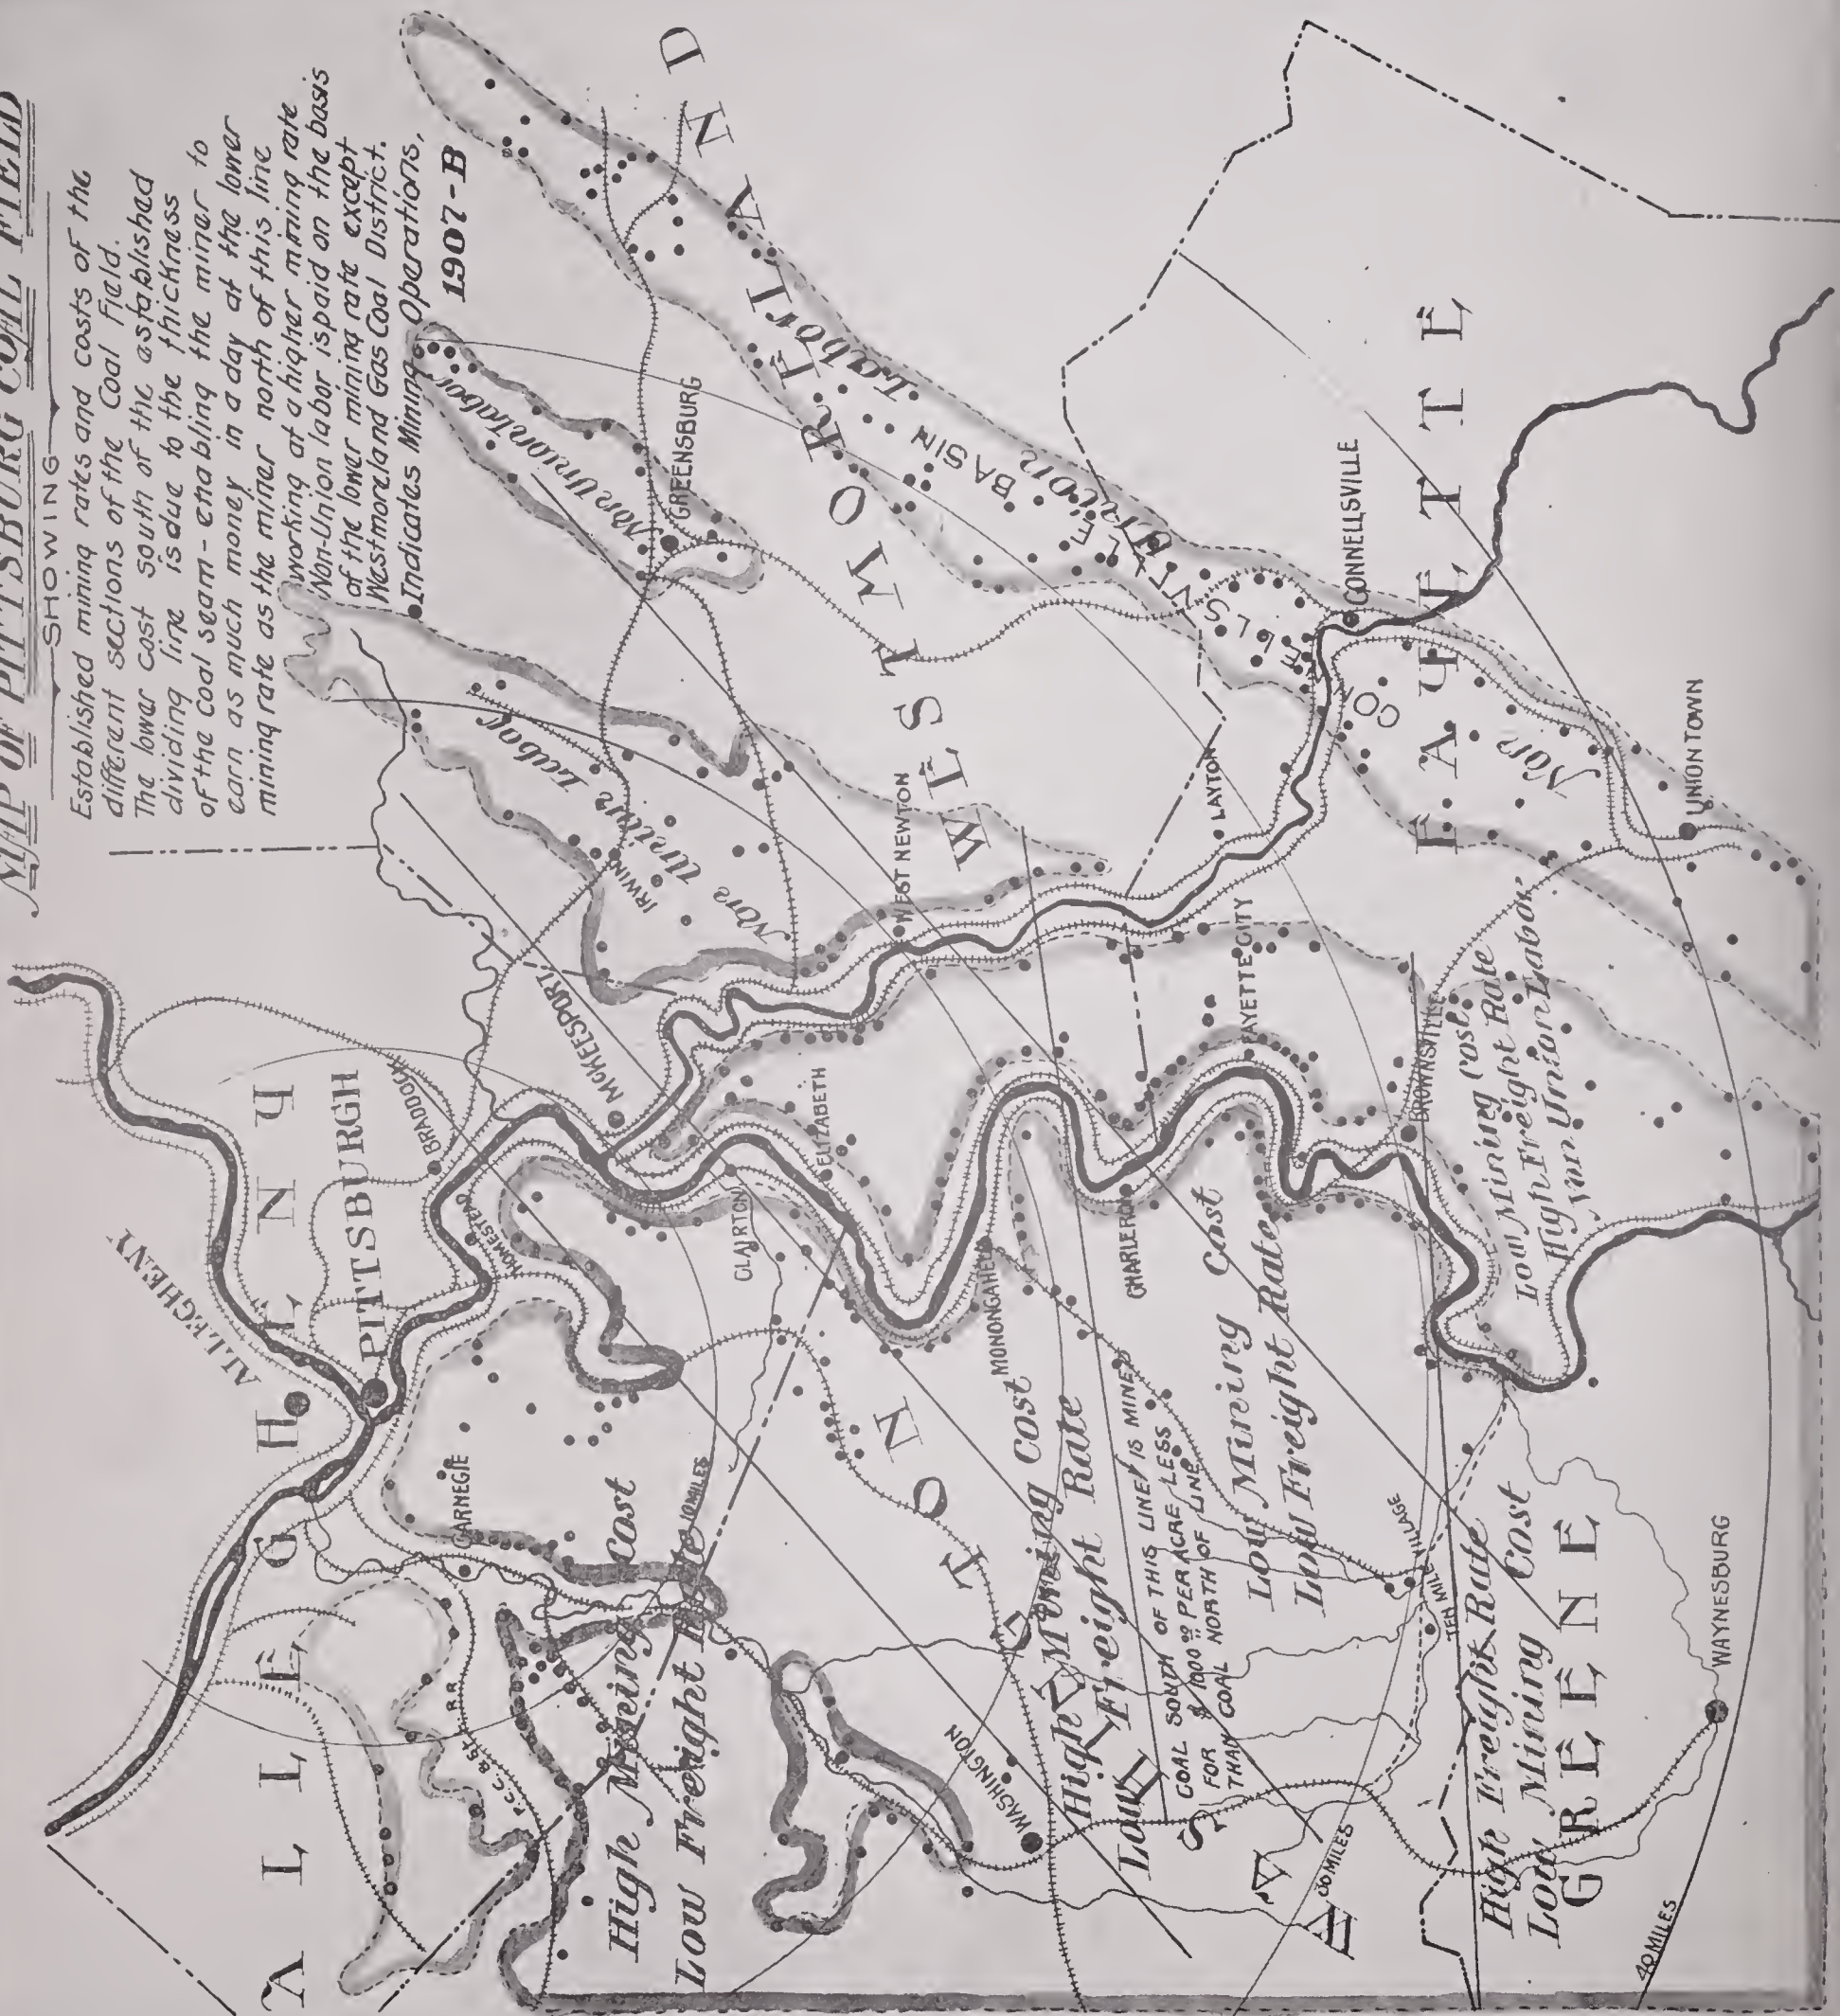 MAP OF PITTSBURG COAL FIELD
SHOWING
Established mining rates and costs of the
different sections of the Coal Field.
The lower cost south of the astablished
dividing line is due to the thickness
of the coal seam - enabling the miner to
earn as much money in a day at the lower
mining rate as the miner north of this line
working at a higher mining rate
Non-Union labor is paid on the basis
of the lower mining rate except
Westmoreland Gas Coal District.
Indicates Mining Operations,
1907-B
ALLEGHENY
ALLEGHENY
PITTSBURGH
BRADDOCK
HOMESTEAD
McKEESPORT
CARNEGIE
P.C.C. & St. L R.R.
High Mining Cost
Low Freight Rate
10 MILES
CLAIRTON
ELIZABETH
IRWIN
Non Union Labor
Non Union labor
GREENSBURG
WESTMORELAND
WEST NEWTON
LAYTON
CONNELLSVILLE BASIN
Non Union Labor
CONNELLSVILLE
FAYETTE
UNION TOWN
FAYETTE CITY
BROWNSVILLE
Low Mining Cost
High Freight Rate
Non Union Labor
MONONGAHELA
CHARLEROI
WASHINGTON
WASHINGTON
High Mining Cost
Low Freight Rate
COAL SOUTH OF THIS LINE IS MINED
FOR $1000.00 PER ACRE LESS
THAN COAL NORTH OF LINE
Low Mining Cost
Low Freight Rate
TEN MILE VILLAGE
30 MILES
High Freight Rate
Low Mining Cost
GREENE
WAYNESBURG
40 MILES